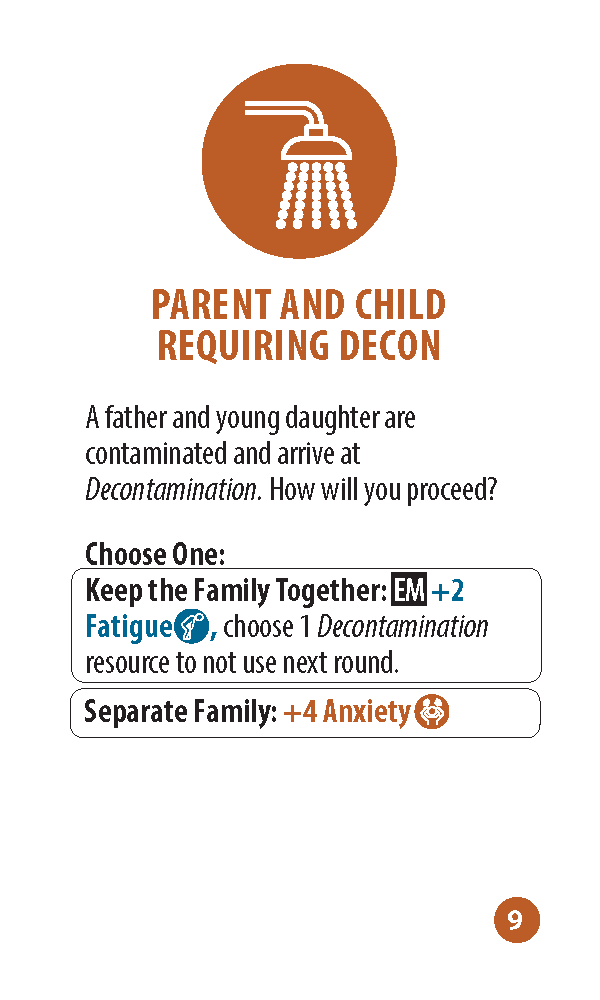 PARENT AND CHILD
REQUIRING DECON
A father and young daughter are
contaminated and arrive at
Decontamination. How will you proceed?
Choose One:
Keep the Family Together: EM +2
Fatigue, choose 1 Decontamination
resource to not use next round.
Separate Family: +4 Anxiety
9